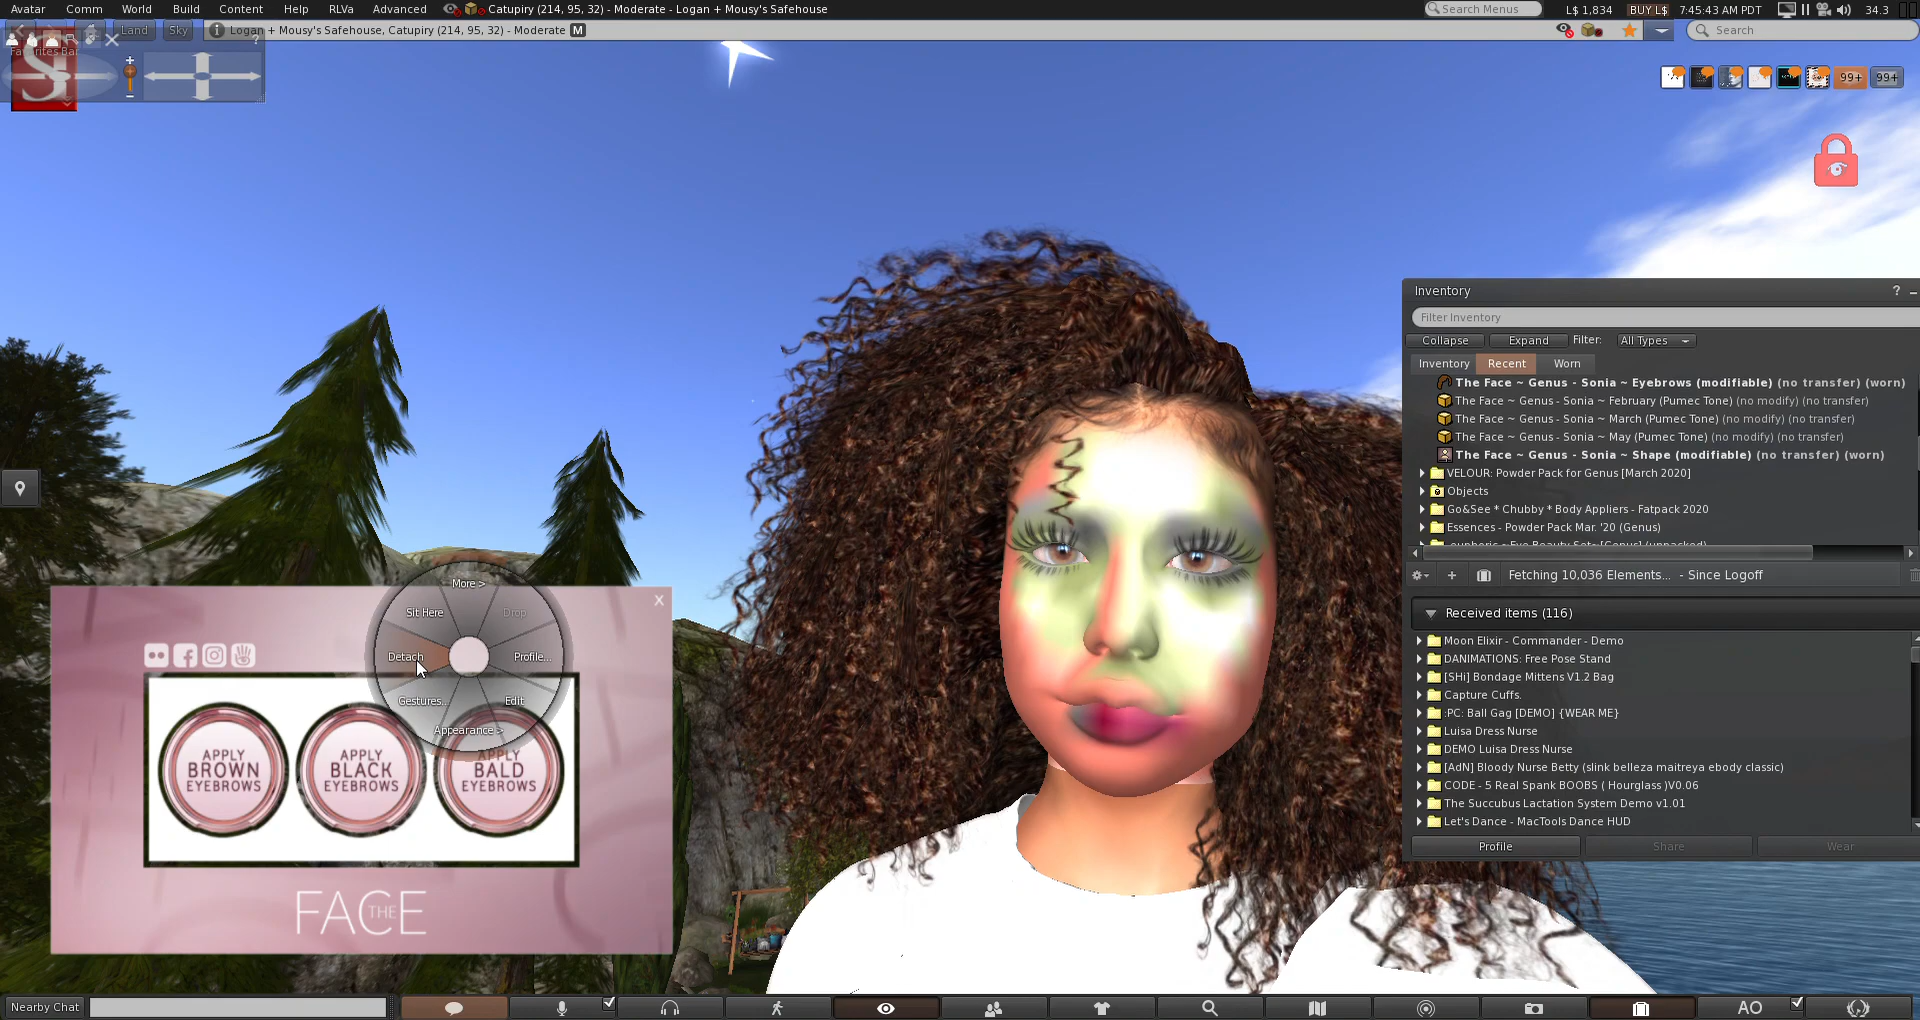 Avatar Comm World Build Content Help RLVa Advanced Catupiry (214, 95, 32) - Moderate - Logan + Mousy's Safehouse Search Menus L$ 1,834 BUY L$ 7:45:43 AM PDT 34.3
Land Sky Logan + Mousy's Safehouse, Catupiry (214, 95, 32) - Moderate M Search
Favorites Bar
99+ 99+
Inventory ?
Filter Inventory
Collapse Expand Filter: All Types
Inventory Recent Worn
The Face ~ Genus - Sonia ~ Eyebrows (modifiable) (no transfer) (worn)
The Face ~ Genus - Sonia ~ February (Pumec Tone) (no modify) (no transfer)
The Face ~ Genus - Sonia ~ March (Pumec Tone) (no modify) (no transfer)
The Face ~ Genus - Sonia ~ May (Pumec Tone) (no modify) (no transfer)
The Face ~ Genus - Sonia ~ Shape (modifiable) (no transfer) (worn)
VELOUR: Powder Pack for Genus [March 2020]
Objects
Go&See * Chubby * Body Appliers - Fatpack 2020
Essences - Powder Pack Mar. '20 (Genus)
Fetching 10,036 Elements... - Since Logoff
Received items (116)
Moon Elixir - Commander - Demo
DANIMATIONS: Free Pose Stand
[SHi] Bondage Mittens V1.2 Bag
Capture Cuffs.
:PC: Ball Gag [DEMO] {WEAR ME}
Luisa Dress Nurse
DEMO Luisa Dress Nurse
[AdN] Bloody Nurse Betty (slink belleza maitreya ebody classic)
CODE - 5 Real Spank BOOBS ( Hourglass )V0.06
The Succubus Lactation System Demo v1.01
Let's Dance - MacTools Dance HUD
Profile Share Wear
More >
Sit Here Drop
Detach Profile...
Gestures... Edit
Appearance >
X
APPLY
BROWN
EYEBROWS
APPLY
BLACK
EYEBROWS
APPLY
BALD
EYEBROWS
THE
FACE
Nearby Chat AO